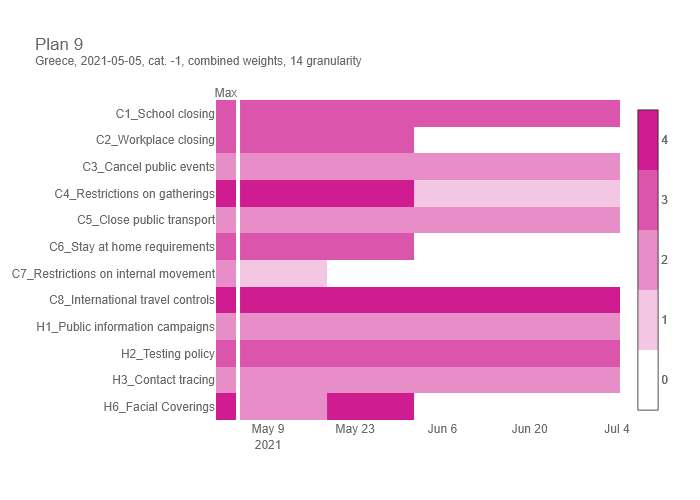 Plan 9
Greece, 2021-05-05, cat. -1, combined weights, 14 granularity
Max
C1_School closing
C2_Workplace closing
C3_Cancel public events
C4_Restrictions on gatherings
C5_Close public transport
C6_Stay at home requirements
C7_Restrictions on internal movement
C8_International travel controls
H1_Public information campaigns
H2_Testing policy
H3_Contact tracing
H6_Facial Coverings
May 9
2021
May 23
Jun 6
Jun 20
Jul 4
4
3
2
1
0